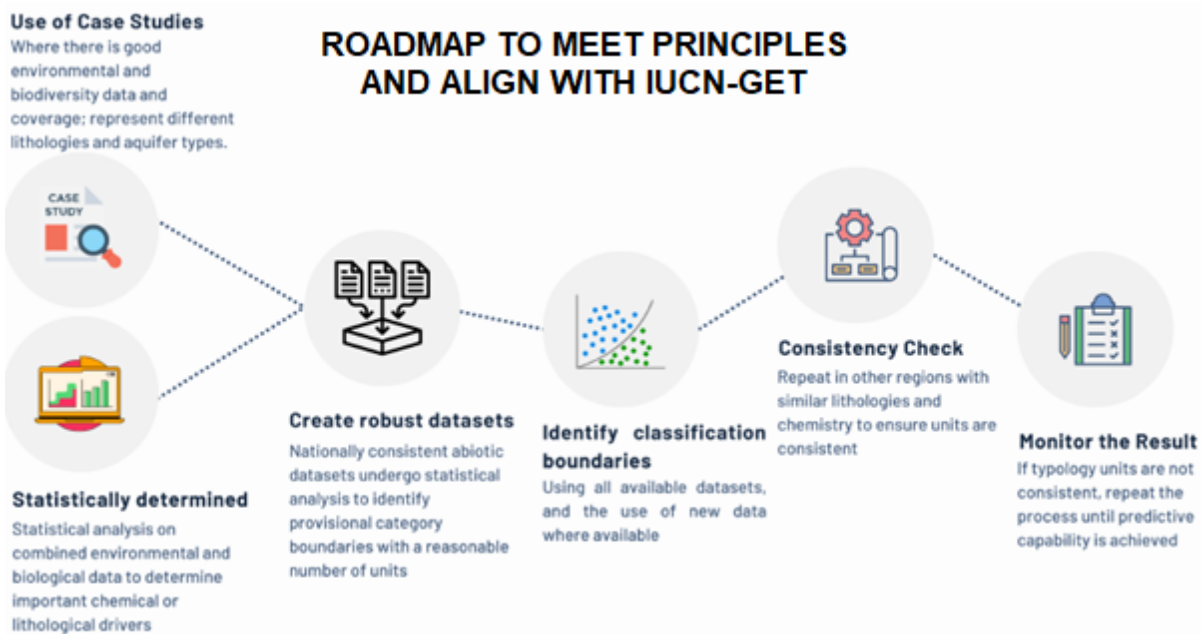 Use of Case Studies
Where there is good
environmental and
biodiversity data and
coverage; represent different
lithologies and aquifer types.
ROADMAP TO MEET PRINCIPLES
AND ALIGN WITH IUCN-GET
CASE
STUDY
Statistically determined
Statistical analysis on
combined environmental and
biological data to determine
important chemical or
lithological drivers
Create robust datasets
Nationally consistent abiotic
datasets undergo statistical
analysis to identify
provisional category
boundaries with a reasonable
number of units
Identify classification
boundaries
Using all available datasets,
and the use of new data
where available
Consistency Check
Repeat in other regions with
similar lithologies and
chemistry to ensure units are
consistent
Monitor the Result
If typology units are not
consistent, repeat the
process until predictive
capability is achieved